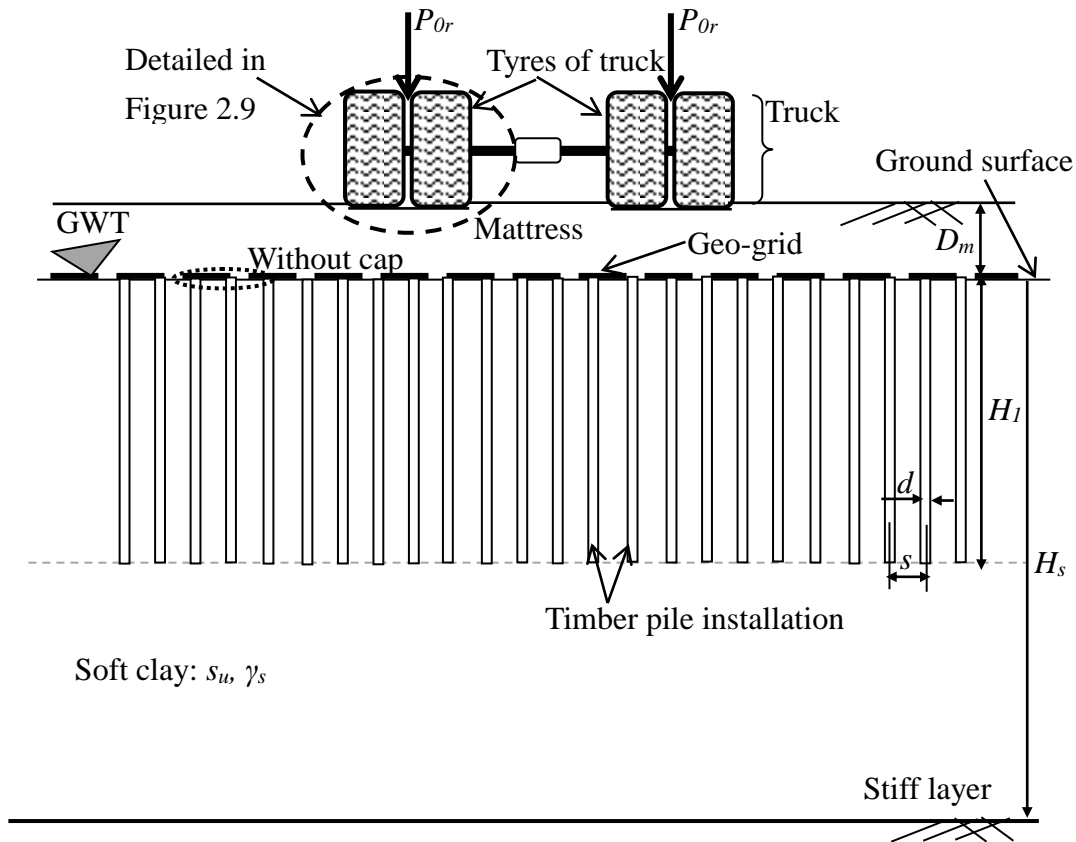 P0r
P0r
Detailed in
Figure 2.9
Tyres of truck
Truck
Ground surface
GWT
Mattress
Dm
Without cap
Geo-grid
H1
d
s
Hs
Timber pile installation
Soft clay: su, γs
Stiff layer